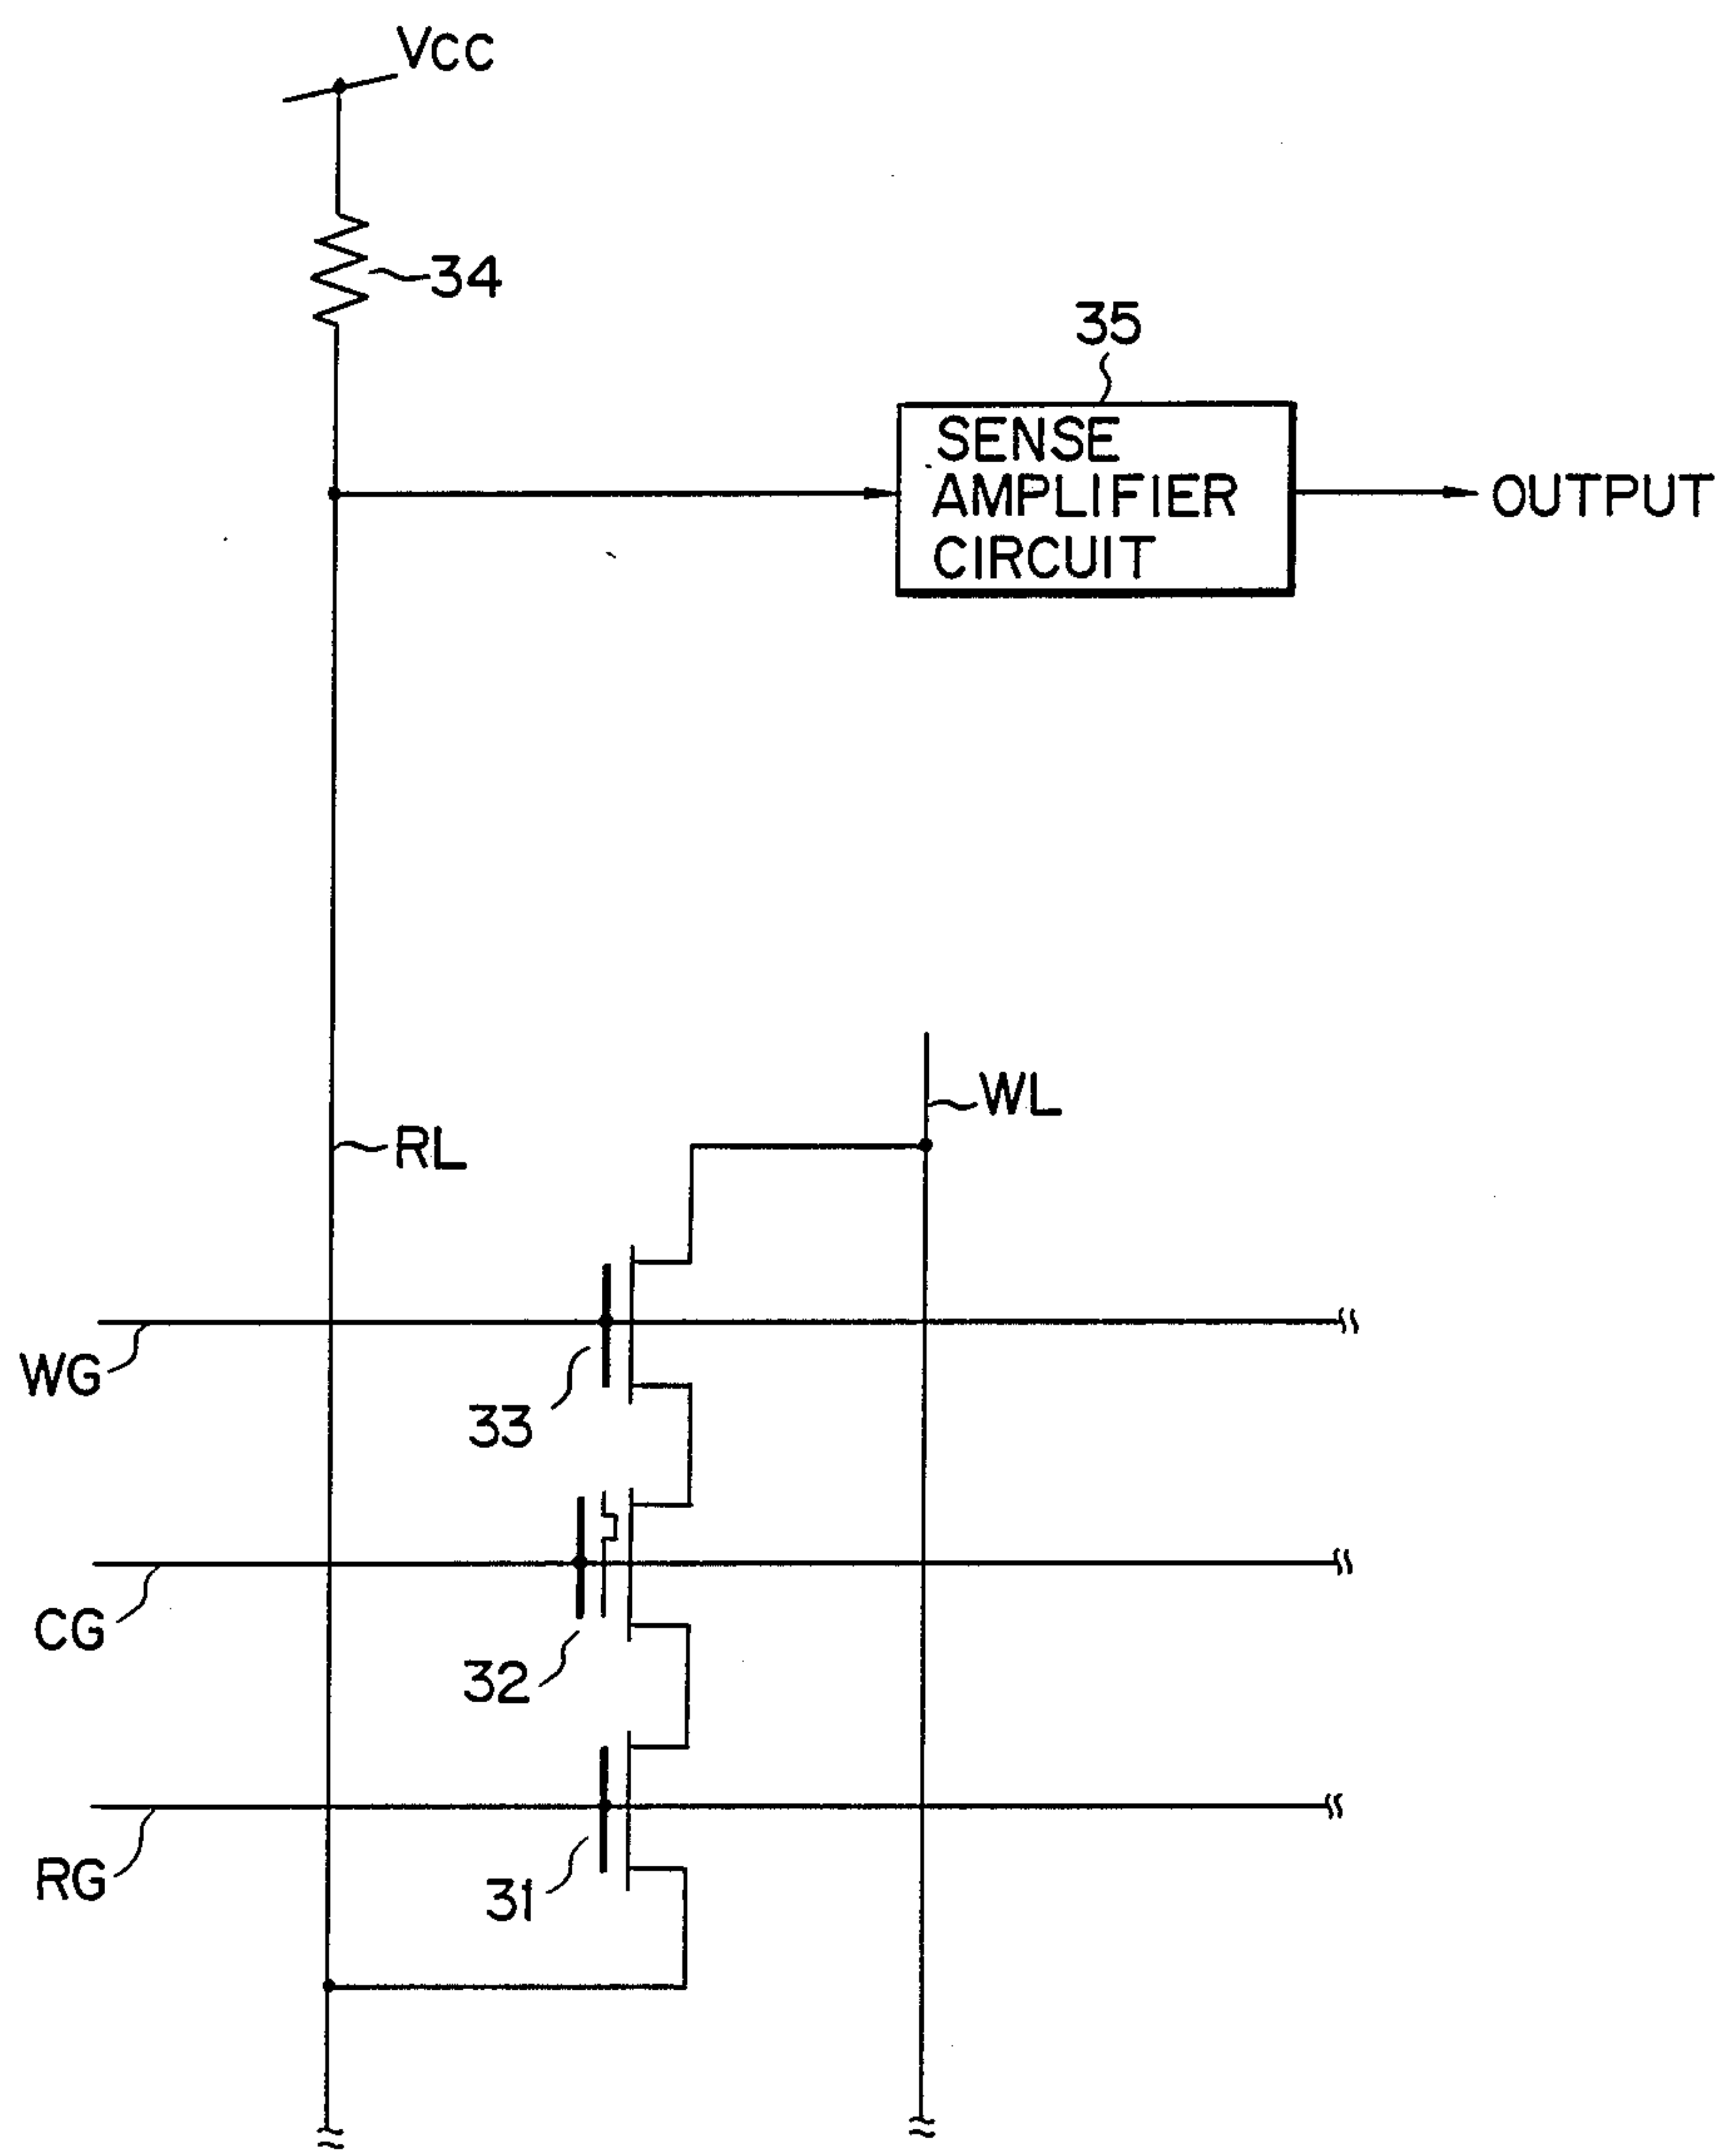 VCC
34
35
SENSE
AMPLIFIER
CIRCUIT
OUTPUT
WL
RL
WG
33
CG
32
RG
31